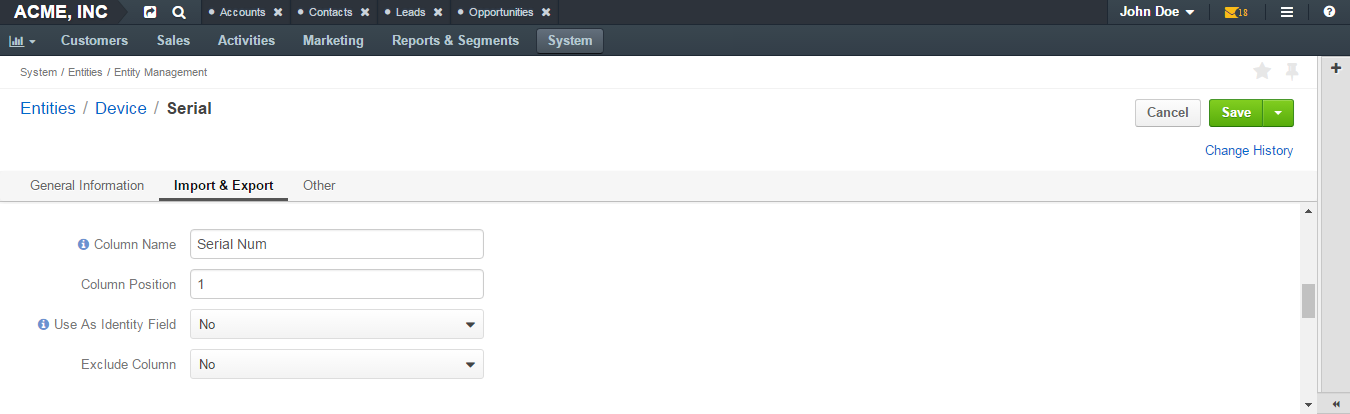 ACME, INC • Accounts ✖ • Contacts ✖ • Leads ✖ • Opportunities ✖ John Doe 18
Customers Sales Activities Marketing Reports & Segments System
System / Entities / Entity Management
Entities / Device / Serial Cancel Save
Change History
General Information Import & Export Other
Column Name Serial Num
Column Position 1
Use As Identity Field No
Exclude Column No